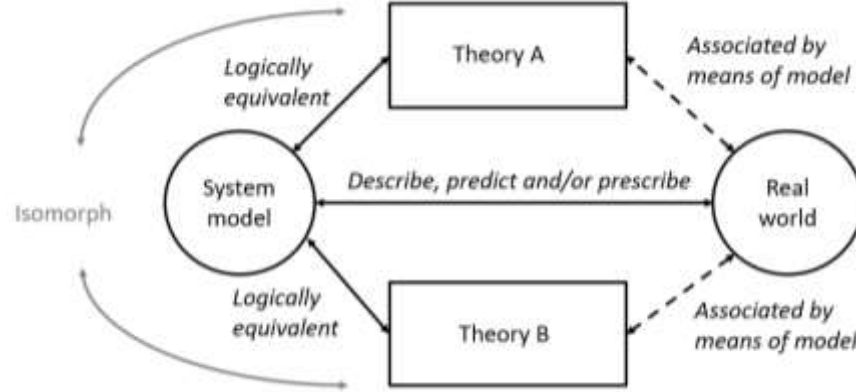 Theory A
Associated by
means of model
Logically
equivalent
System
model
Describe, predict and/or prescribe
Real
world
Isomorph
Logically
equivalent
Theory B
Associated by
means of model